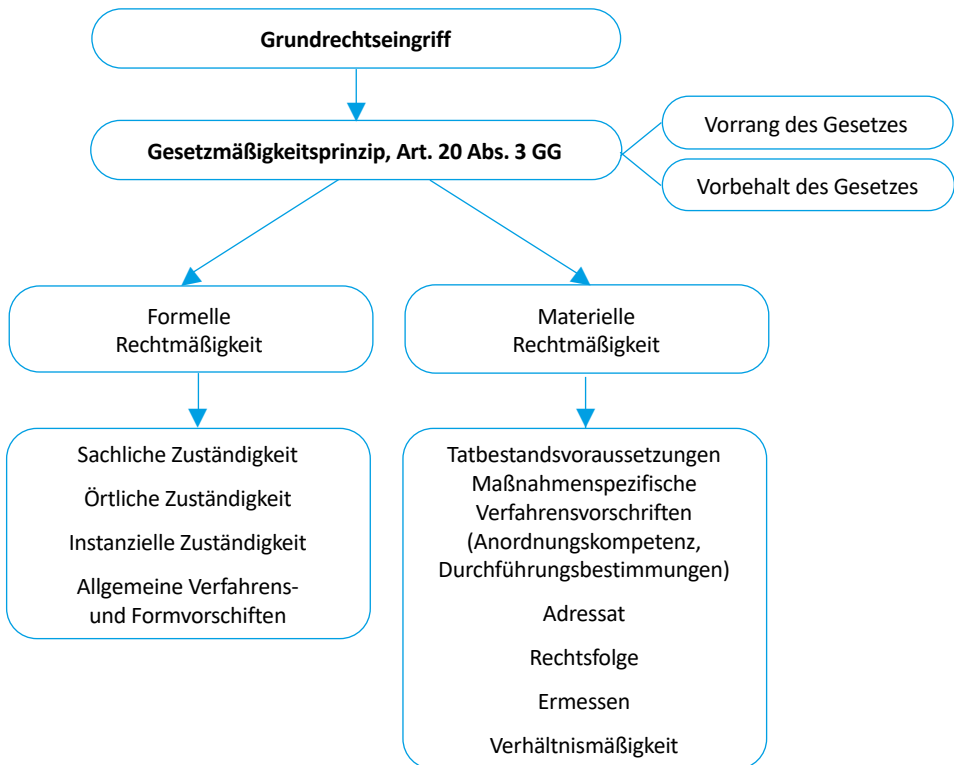 Grundrechtseingriff
Gesetzmäßigkeitsprinzip, Art. 20 Abs. 3 GG
Vorrang des Gesetzes
Vorbehalt des Gesetzes
Formelle
Rechtmäßigkeit
Materielle
Rechtmäßigkeit
Sachliche Zuständigkeit
Örtliche Zuständigkeit
Instanzielle Zuständigkeit
Allgemeine Verfahrens-
und Formvorschiften
Tatbestandsvoraussetzungen
Maßnahmenspezifische
Verfahrensvorschriften
(Anordnungskompetenz,
Durchführungsbestimmungen)
Adressat
Rechtsfolge
Ermessen
Verhältnismäßigkeit